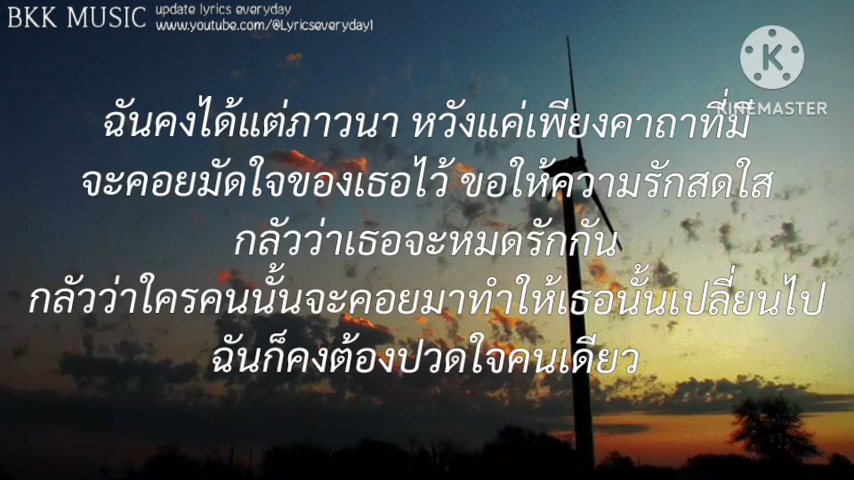 BKK MUSIC
update lyrics everyday
www.youtube.com/@Lyricseveryday1
K
KINEMASTER
ฉันคงได้แต่ภาวนา หวังแค่เพียงคาถาที่มี
จะคอยมัดใจของเธอไว้ ขอให้ความรักสดใส
กลัวว่าเธอจะหมดรักกัน
กลัวว่าใครคนนั้นจะคอยมาทำให้เธอนั้นเปลี่ยนไป
ฉันก็คงต้องปวดใจคนเดียว